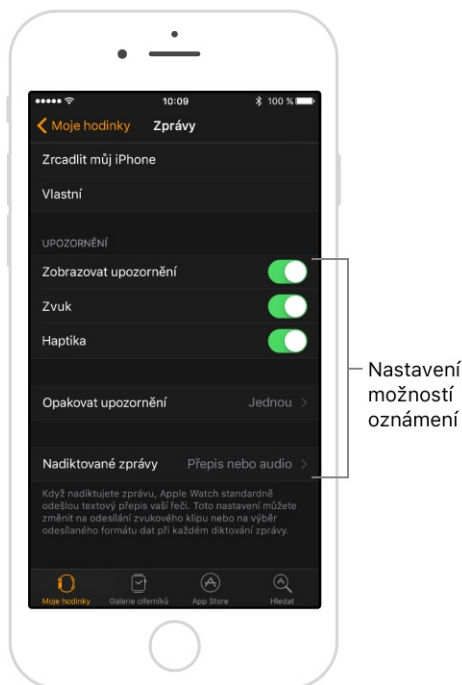 10:09
100 %
Moje hodinky
Zprávy
Zrcadlit můj iPhone
Vlastní
UPOZORNĚNÍ
Zobrazovat upozornění
Zvuk
Haptika
Opakovat upozornění
Jednou
Nadiktované zprávy
Přepis nebo audio
Když nadiktujete zprávu, Apple Watch standardně
odešlou textový přepis vaší řeči. Toto nastavení můžete
změnit na odesílání zvukového klipu nebo na výběr
odesílaného formátu dat při každém diktování zprávy.
Moje hodinky
Galerie ciferníků
App Store
Hledat
Nastavení
možností
oznámení